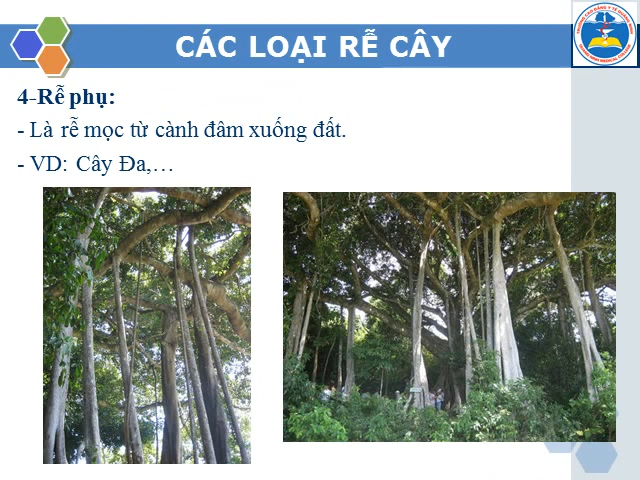 CÁC LOẠI RỄ CÂY
4-Rễ phụ:
- Là rễ mọc từ cành đâm xuống đất.
- VD: Cây Đa,…